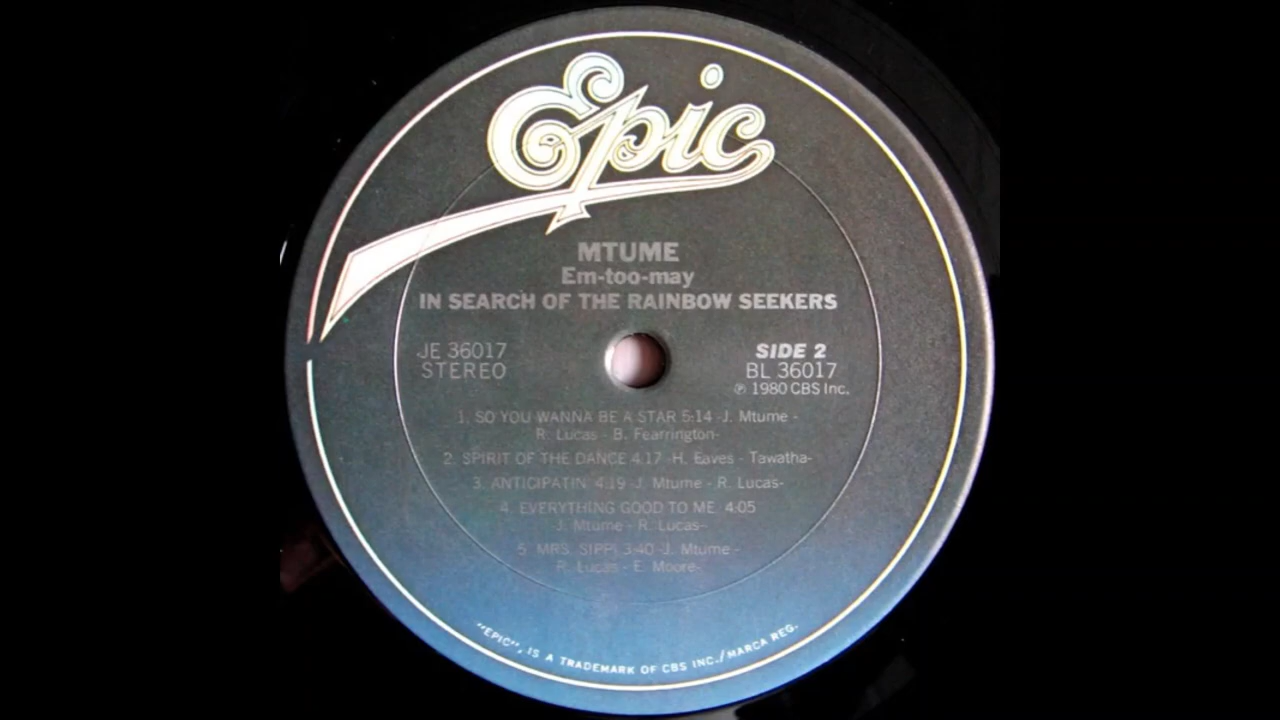 Epic
MTUME
Em-too-may
IN SEARCH OF THE RAINBOW SEEKERS
JE 36017
STEREO
SIDE 2
BL 36017
℗ 1980 CBS Inc.
1. SO YOU WANNA BE A STAR 5:14 -J. Mtume -
R. Lucas - B. Fearrington-
2. SPIRIT OF THE DANCE 4:17 -H. Eaves - Tawatha-
3. ANTICIPATIN' 4:19 -J. Mtume - R. Lucas-
4. EVERYTHING GOOD TO ME 4:05
-J. Mtume - R. Lucas-
5. MRS. SIPPI 3:40 -J. Mtume -
R. Lucas - E. Moore-
"EPIC", IS A TRADEMARK OF CBS INC./MARCA REG.